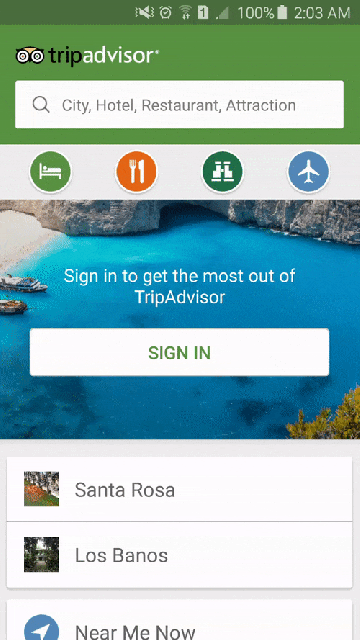 1 100% 2:03 AM
tripadvisor®
City, Hotel, Restaurant, Attraction
Sign in to get the most out of
TripAdvisor
SIGN IN
Santa Rosa
Los Banos
Near Me Now